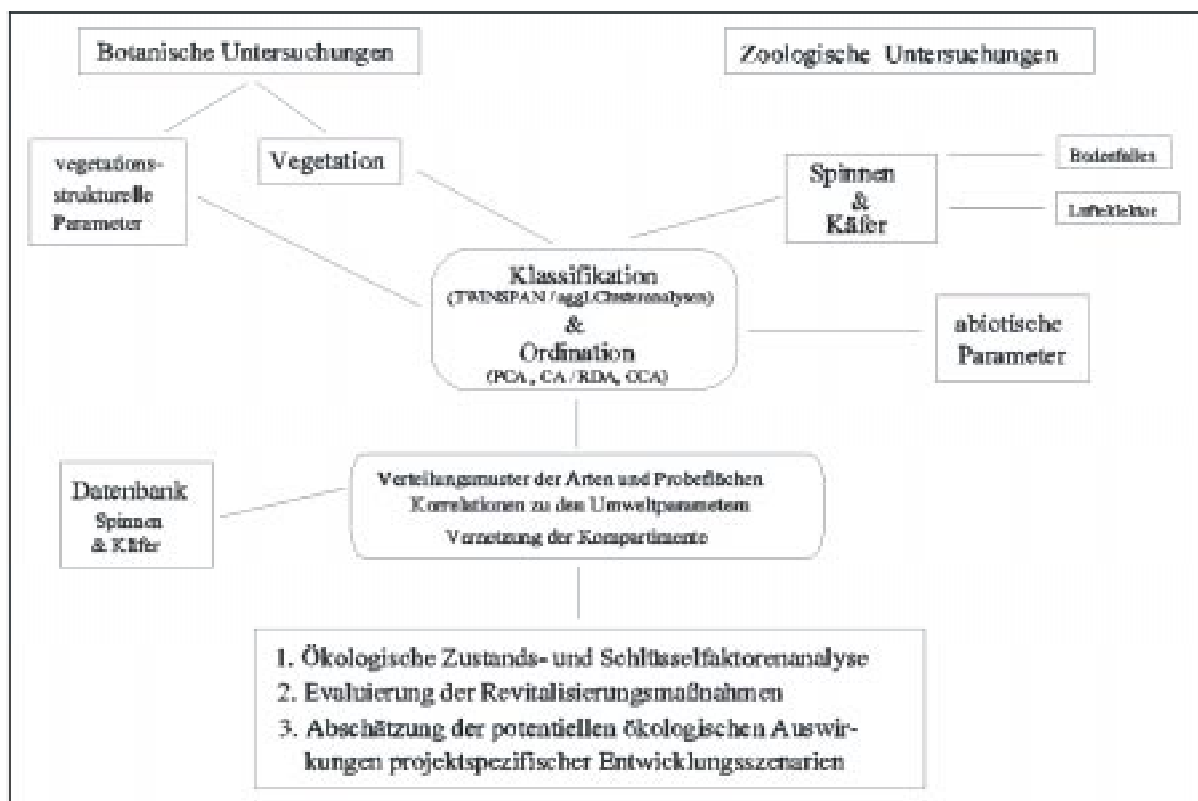 Botanische Untersuchungen
Zoologische Untersuchungen
vegetations-
strukturelle
Parameter
Vegetation
Spinnen
&
Käfer
Bodenfallen
Lufteklektor
Klassifikation
(TWINSPAN / aggl.Clusteranalysen)
&
Ordination
(PCA, CA / RDA, CCA)
abiotische
Parameter
Datenbank
Spinnen
& Käfer
Verteilungsmuster der Arten und Probeflächen
Korrelationen zu den Umweltparametern
Vernetzung der Kompartimente
1. Ökologische Zustands- und Schlüsselfaktorenanalyse
2. Evaluierung der Revitalisierungsmaßnahmen
3. Abschätzung der potentiellen ökologischen Auswir-
kungen projektspezifischer Entwicklungsszenarien